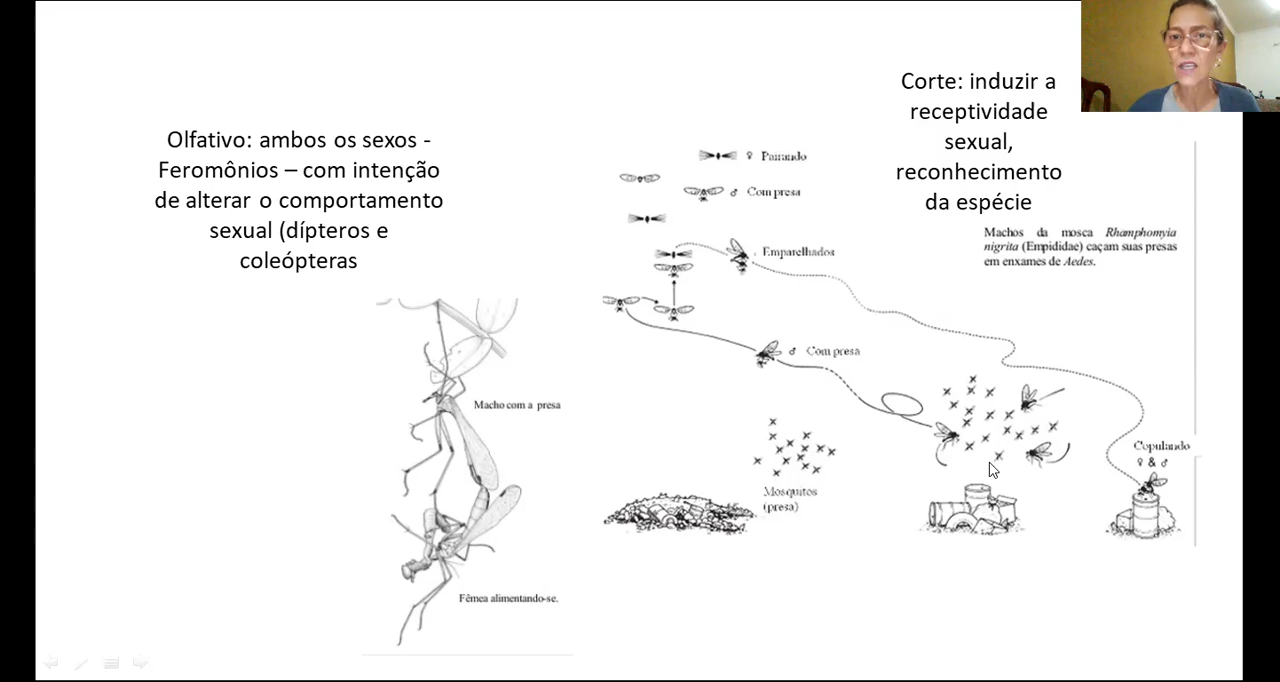 Olfativo: ambos os sexos -
Feromônios – com intenção
de alterar o comportamento
sexual (dípteros e
coleópteras
Corte: induzir a
receptividade
sexual,
reconhecimento
da espécie
♀ Pairando
♂ Com presa
Machos da mosca Rhamphomyia
nigrita (Empididae) caçam suas presas
em enxames de Aedes.
Emparelhados
♂ Com presa
Macho com a presa
Copulando
♀ & ♂
Mosquitos
(presa)
Fêmea alimentando-se.